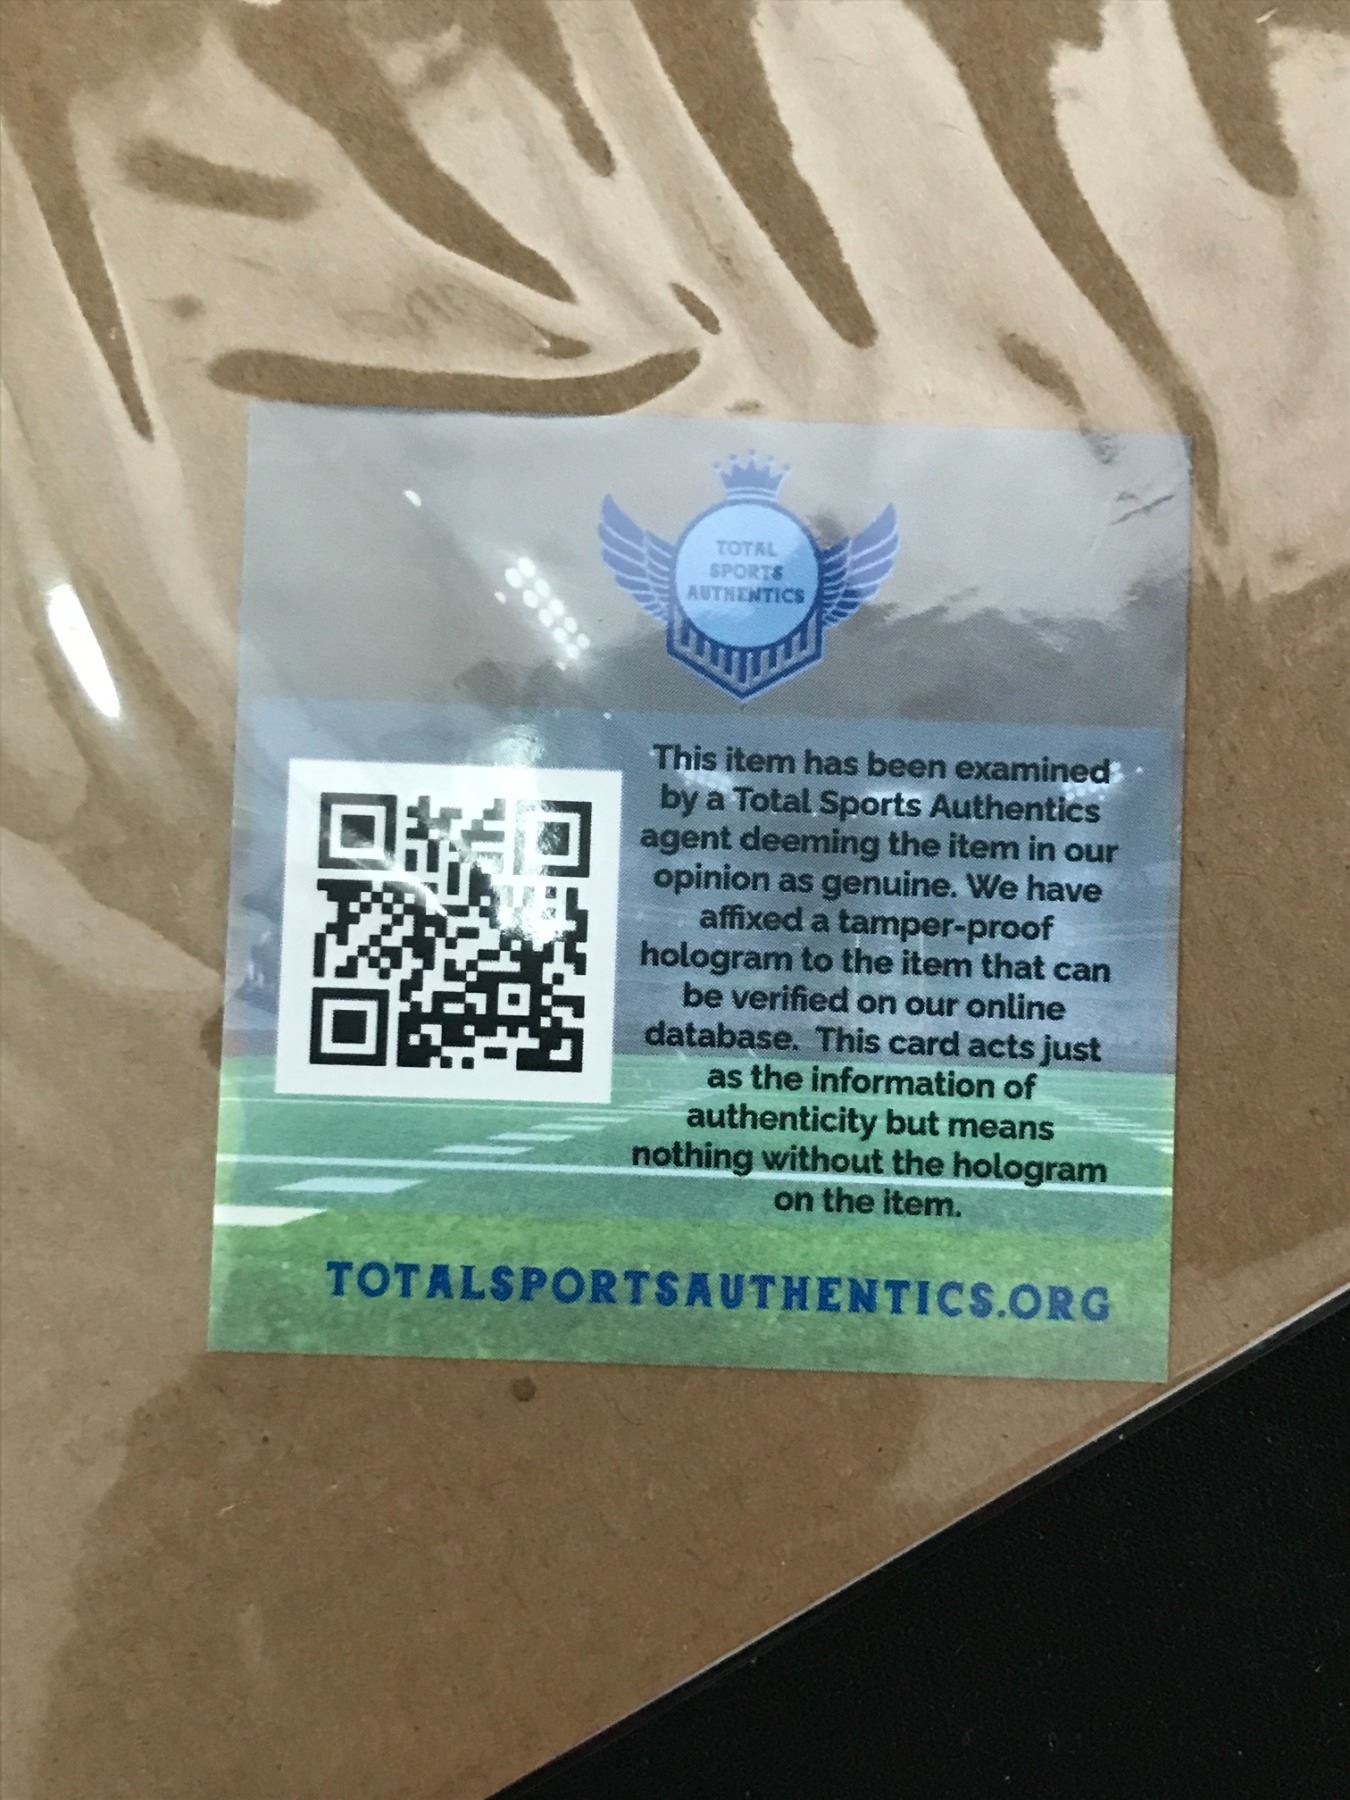 TOTAL
SPORTS
AUTHENTICS
This item has been examined
by a Total Sports Authentics
agent deeming the item in our
opinion as genuine. We have
affixed a tamper-proof
hologram to the item that can
be verified on our online
database. This card acts just
as the information of
authenticity but means
nothing without the hologram
on the item.
TOTALSPORTSAUTHENTICS.ORG